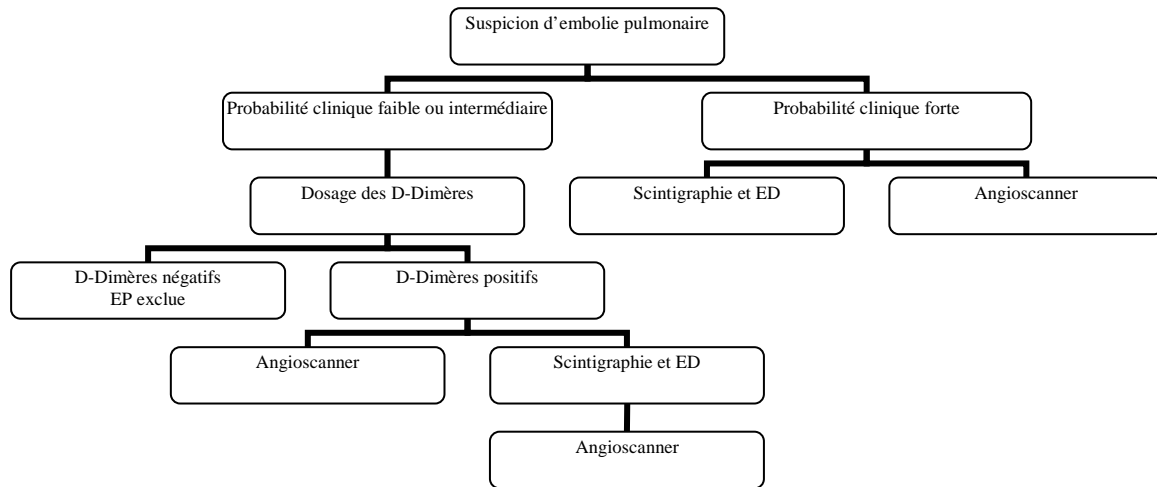 Suspicion d’embolie pulmonaire
Probabilité clinique faible ou intermédiaire
Probabilité clinique forte
Dosage des D-Dimères
Scintigraphie et ED
Angioscanner
D-Dimères négatifs
EP exclue
D-Dimères positifs
Angioscanner
Scintigraphie et ED
Angioscanner